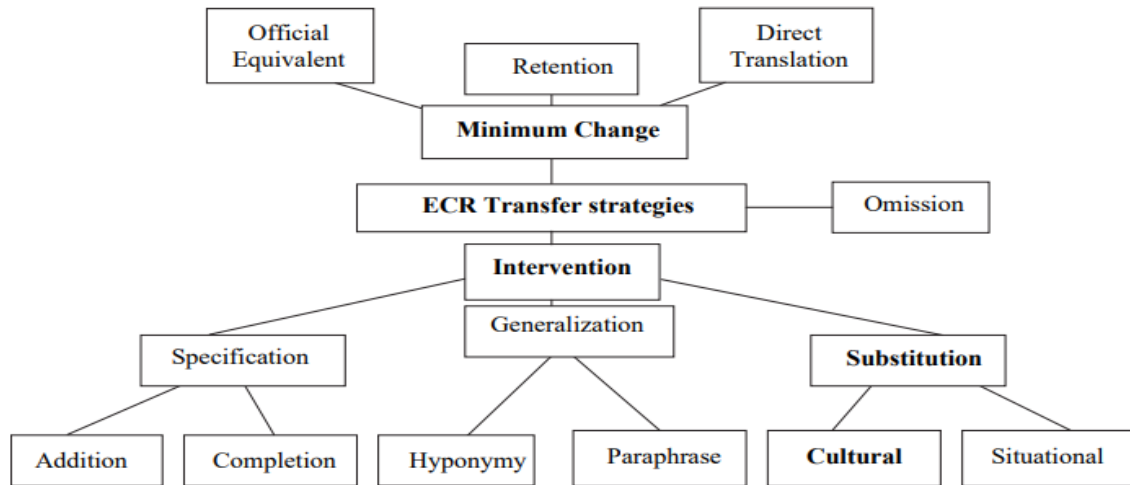 Official
Equivalent
Retention
Direct
Translation
Minimum Change
ECR Transfer strategies
Omission
Intervention
Generalization
Specification
Substitution
Addition
Completion
Hyponymy
Paraphrase
Cultural
Situational